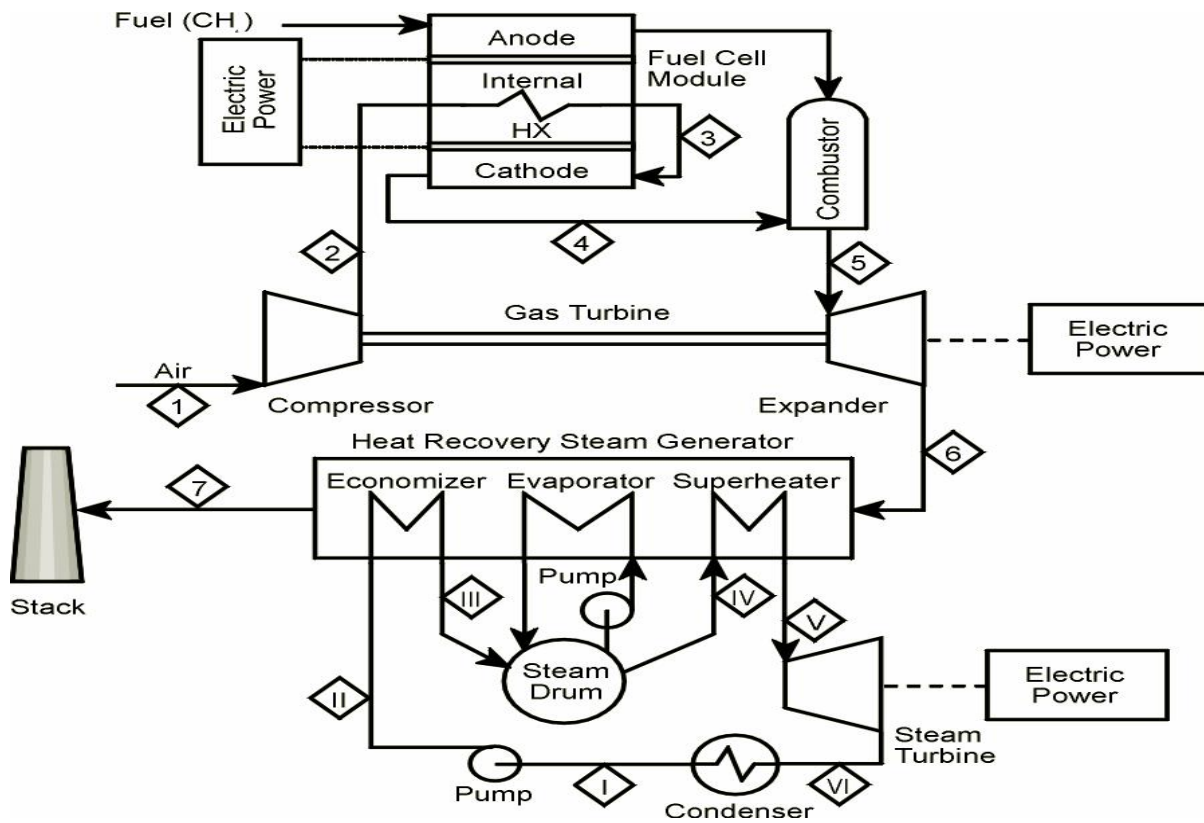 Fuel (CH₄)
Anode
Fuel Cell
Module
Electric
Power
Internal
HX
3
Cathode
Combustor
4
2
5
Gas Turbine
Electric
Power
Air
1
Compressor
Expander
6
Heat Recovery Steam Generator
7
Economizer
Evaporator
Superheater
Stack
Pump
III
IV
V
Steam
Drum
II
Electric
Power
Steam
Turbine
Pump
I
Condenser
VI